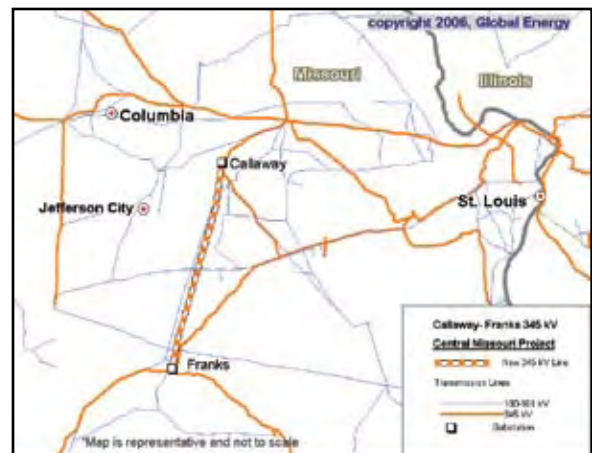 copyright 2006, Global Energy
Missouri
Illinois
Columbia
Callaway
Jefferson City
St. Louis
Franks
Callaway- Franks 345 kV
Central Missouri Project
New 345 kV Line
Transmission Lines
kV
345 kV
Substation
*Map is representative and not to scale